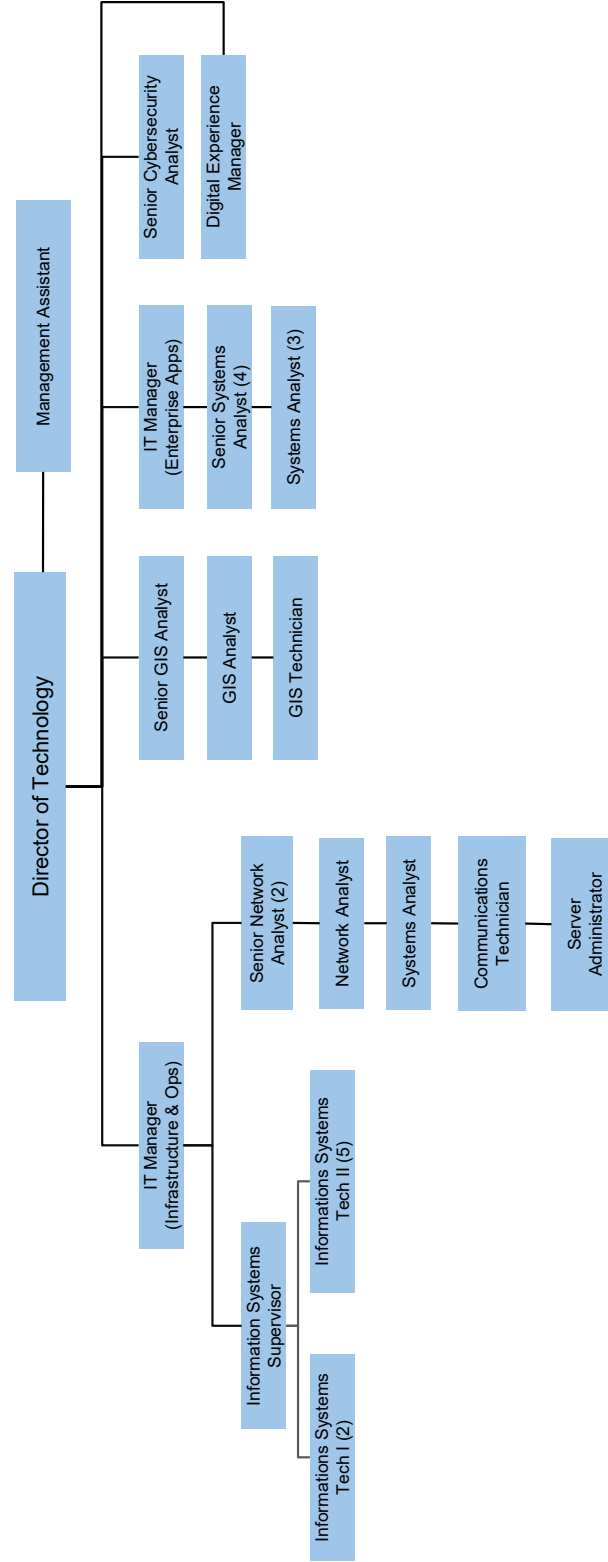 Director of Technology
Management Assistant
IT Manager
(Infrastructure & Ops)
Senior GIS Analyst
IT Manager
(Enterprise Apps)
Senior Cybersecurity
Analyst
Digital Experience
Manager
GIS Analyst
Senior Systems
Analyst (4)
GIS Technician
Systems Analyst (3)
Information Systems
Supervisor
Senior Network
Analyst (2)
Informations Systems
Tech I (2)
Informations Systems
Tech II (5)
Network Analyst
Systems Analyst
Communications
Technician
Server
Administrator